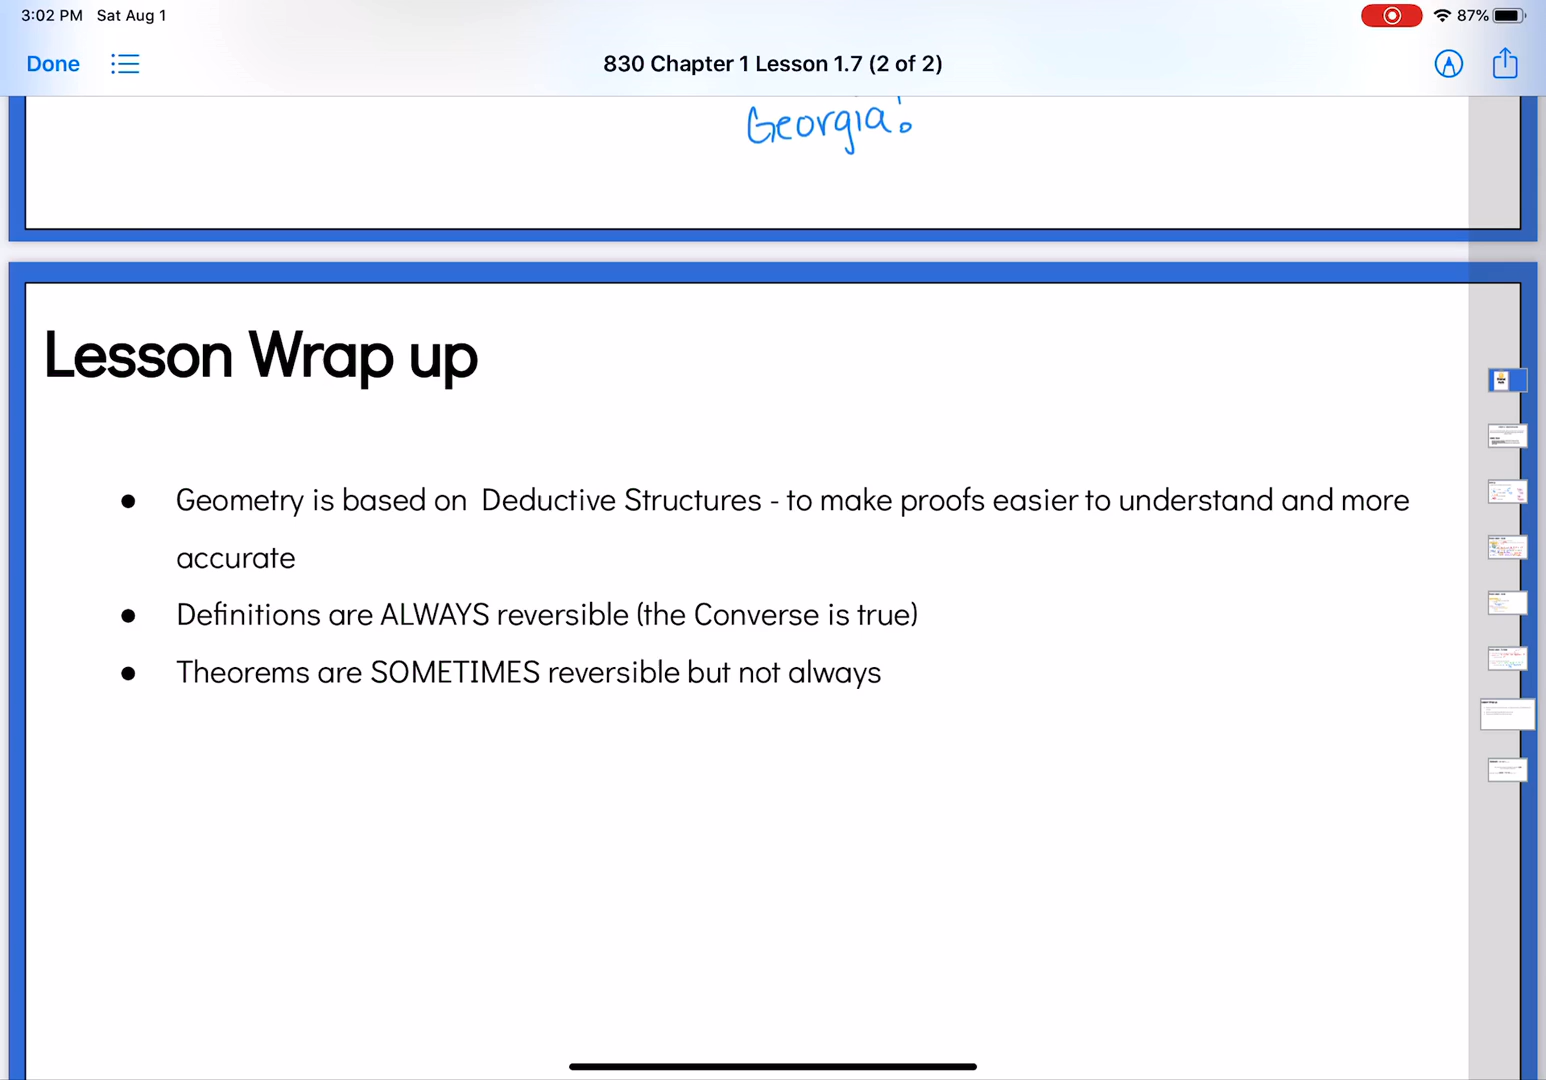 3:02 PM Sat Aug 1
87%
Done
830 Chapter 1 Lesson 1.7 (2 of 2)
Georgia!
Lesson Wrap up
● Geometry is based on Deductive Structures - to make proofs easier to understand and more
accurate
● Definitions are ALWAYS reversible (the Converse is true)
● Theorems are SOMETIMES reversible but not always